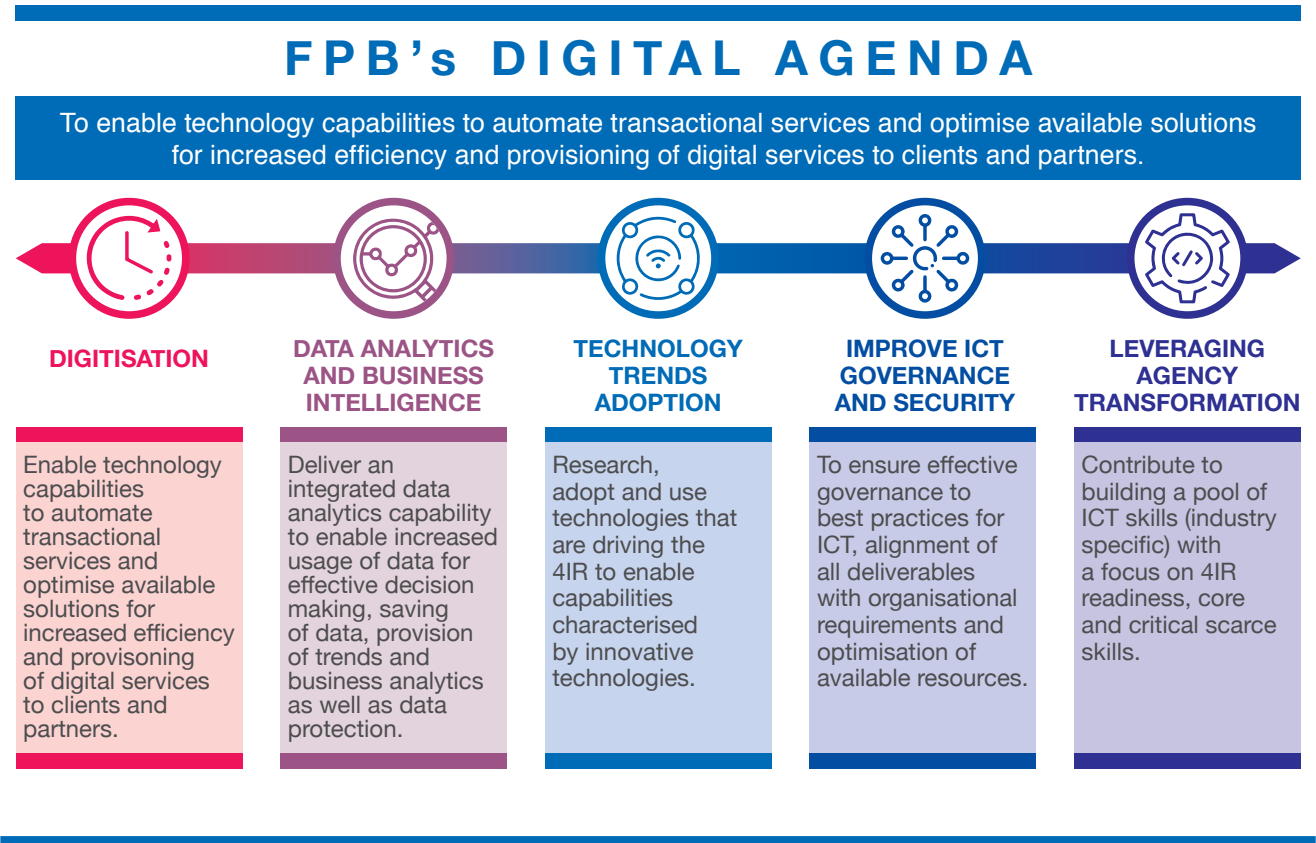 FPB's DIGITAL AGENDA
To enable technology capabilities to automate transactional services and optimise available solutions
for increased efficiency and provisioning of digital services to clients and partners.
</>
DIGITISATION
Enable technology
capabilities
to automate
transactional
services and
optimise available
solutions for
increased efficiency
and provisoning
of digital services
to clients and
partners.
DATA ANALYTICS
AND BUSINESS
INTELLIGENCE
Deliver an
integrated data
analytics capability
to enable increased
usage of data for
effective decision
making, saving
of data, provision
of trends and
business analytics
as well as data
protection.
TECHNOLOGY
TRENDS
ADOPTION
Research,
adopt and use
technologies that
are driving the
4IR to enable
capabilities
characterised
by innovative
technologies.
IMPROVE ICT
GOVERNANCE
AND SECURITY
To ensure effective
governance to
best practices for
ICT, alignment of
all deliverables
with organisational
requirements and
optimisation of
available resources.
LEVERAGING
AGENCY
TRANSFORMATION
Contribute to
building a pool of
ICT skills (industry
specific) with
a focus on 4IR
readiness, core
and critical scarce
skills.